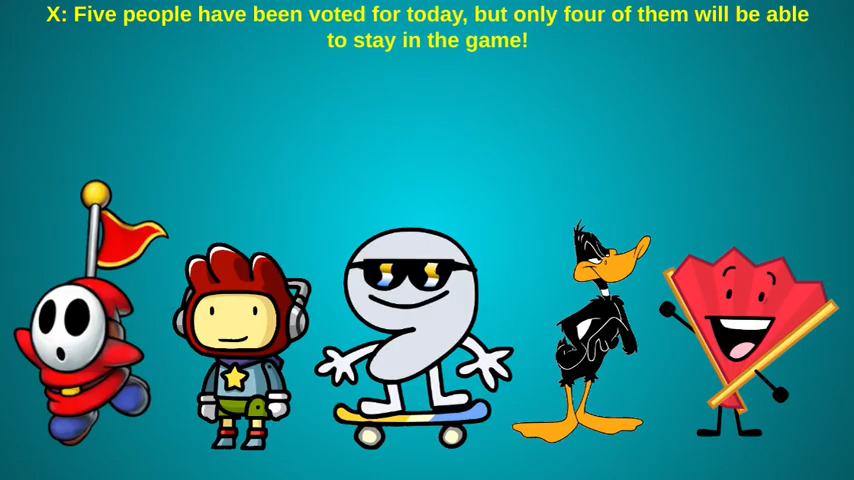 X: Five people have been voted for today, but only four of them will be able
to stay in the game!